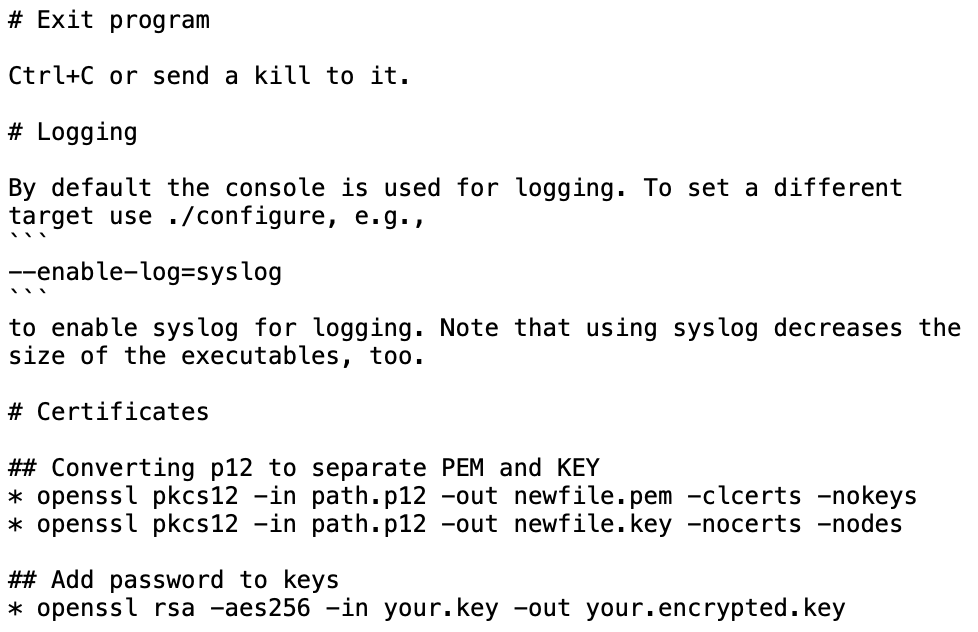 # Exit program
Ctrl+C or send a kill to it.
# Logging
By default the console is used for logging. To set a different
target use ./configure, e.g.,
```
--enable-log=syslog
```
to enable syslog for logging. Note that using syslog decreases the
size of the executables, too.
# Certificates
## Converting p12 to separate PEM and KEY
* openssl pkcs12 -in path.p12 -out newfile.pem -clcerts -nokeys
* openssl pkcs12 -in path.p12 -out newfile.key -nocerts -nodes
## Add password to keys
* openssl rsa -aes256 -in your.key -out your.encrypted.key